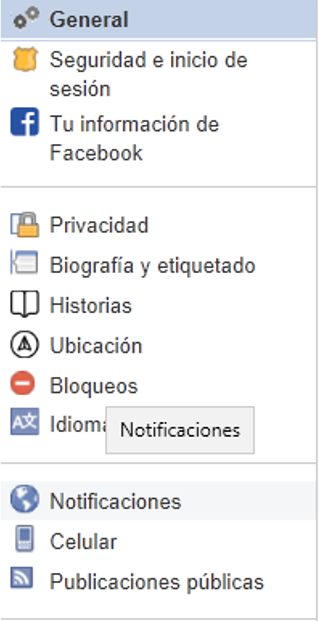 General
Seguridad e inicio de
sesión
Tu información de
Facebook
Privacidad
Biografía y etiquetado
Historias
Ubicación
Bloqueos
Notificaciones
Notificaciones
Celular
Publicaciones públicas